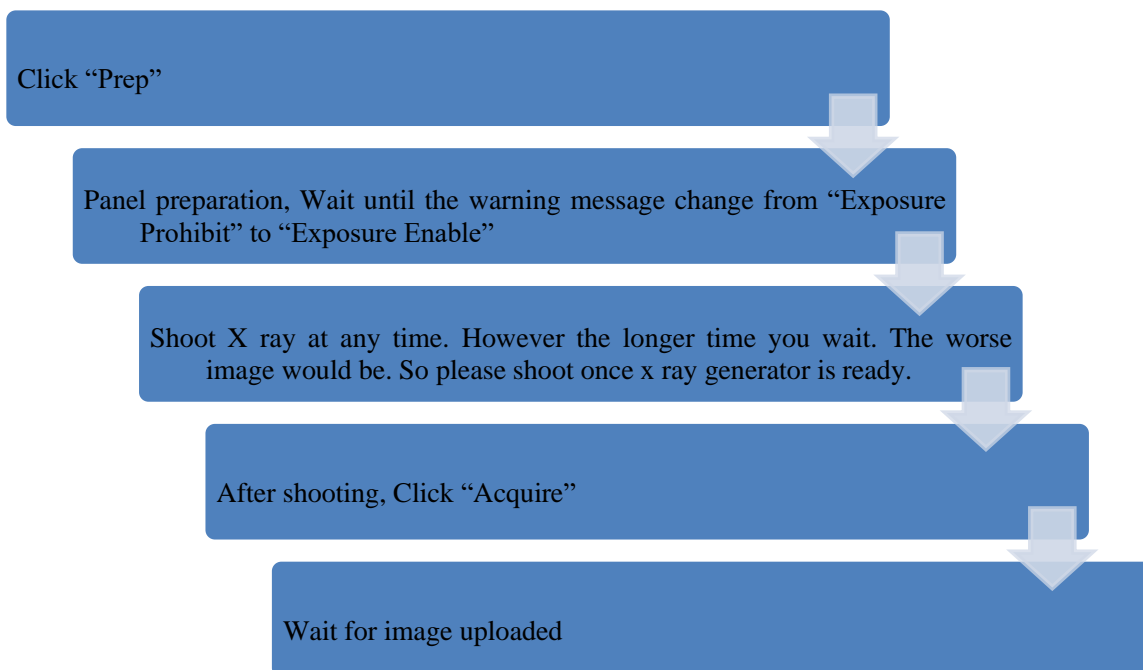 Click “Prep”
Panel preparation, Wait until the warning message change from “Exposure
Prohibit” to “Exposure Enable”
Shoot X ray at any time. However the longer time you wait. The worse
image would be. So please shoot once x ray generator is ready.
After shooting, Click “Acquire”
Wait for image uploaded